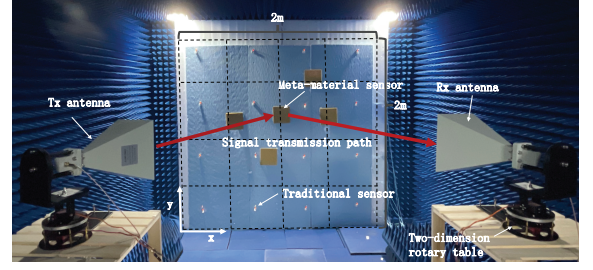 2m
Meta-material sensor
Rx antenna
Tx antenna
2m
Signal transmission path
Traditional sensor
y
x
Two-dimension
rotary table